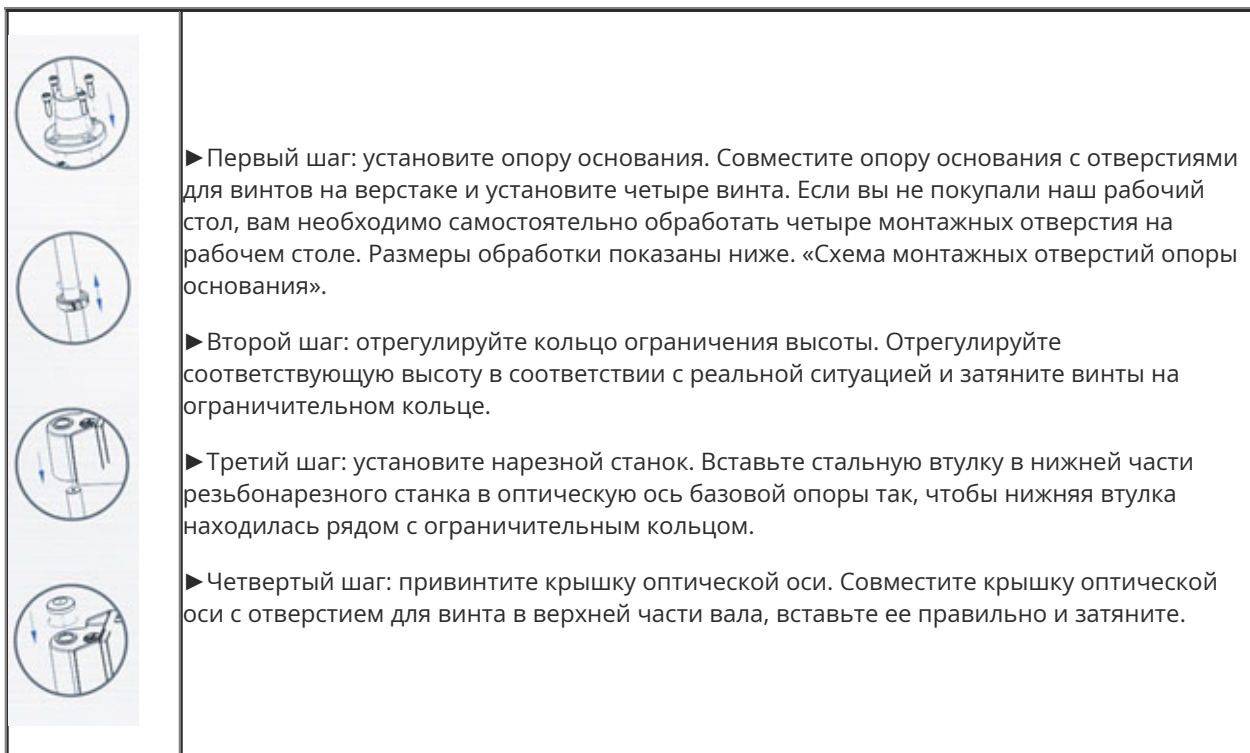 ►Первый шаг: установите опору основания. Совместите опору основания с отверстиями
для винтов на верстаке и установите четыре винта. Если вы не покупали наш рабочий
стол, вам необходимо самостоятельно обработать четыре монтажных отверстия на
рабочем столе. Размеры обработки показаны ниже. «Схема монтажных отверстий опоры
основания».
►Второй шаг: отрегулируйте кольцо ограничения высоты. Отрегулируйте
соответствующую высоту в соответствии с реальной ситуацией и затяните винты на
ограничительном кольце.
►Третий шаг: установите нарезной станок. Вставьте стальную втулку в нижней части
резьбонарезного станка в оптическую ось базовой опоры так, чтобы нижняя втулка
находилась рядом с ограничительным кольцом.
►Четвертый шаг: привинтите крышку оптической оси. Совместите крышку оптической
оси с отверстием для винта в верхней части вала, вставьте ее правильно и затяните.